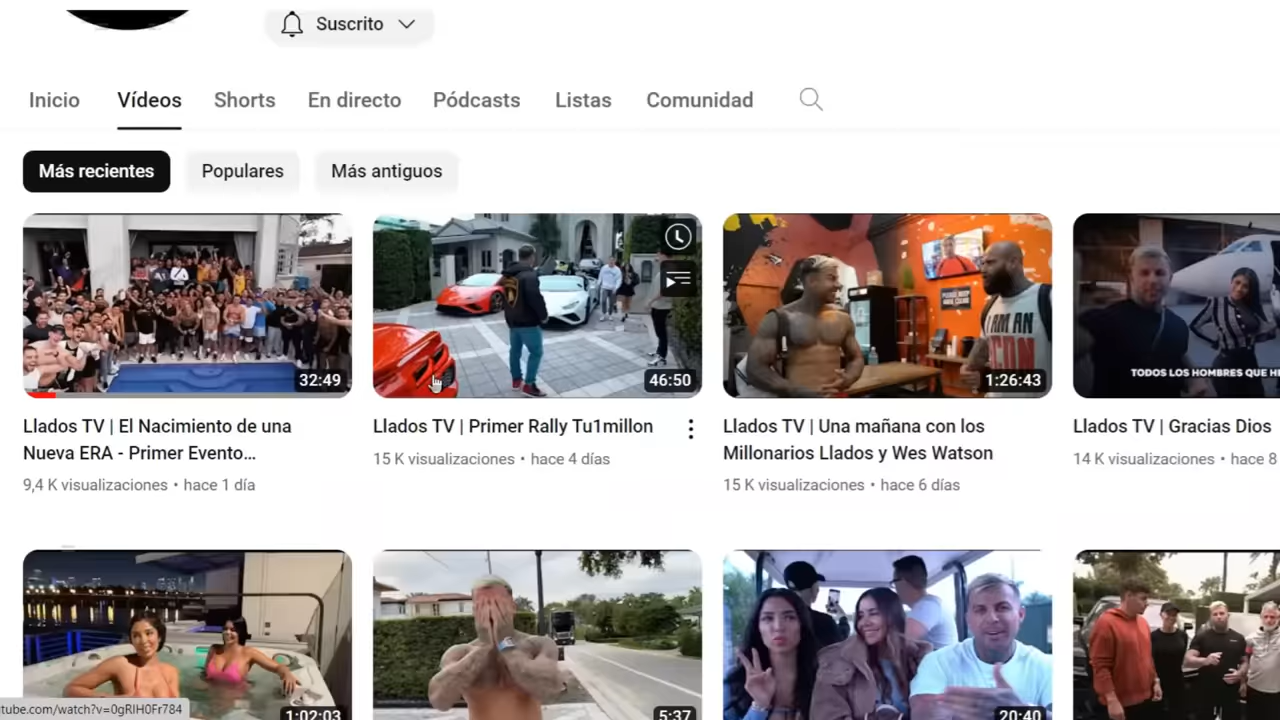 Suscrito
Inicio Vídeos Shorts En directo Pódcasts Listas Comunidad
Más recientes Populares Más antiguos
32:49 46:50 1:26:43
TODOS LOS HOMBRES QUE
I AM AN
Llados TV | El Nacimiento de una
Nueva ERA - Primer Evento...
9,4 K visualizaciones • hace 1 día
Llados TV | Primer Rally Tu1millon
15 K visualizaciones • hace 4 días
Llados TV | Una mañana con los
Millonarios Llados y Wes Watson
15 K visualizaciones • hace 6 días
Llados TV | Gracias Dios
14 K visualizaciones • hace 8
1:02:03 5:37 20:40
tube.com/watch?v=0gRIH0Fr784